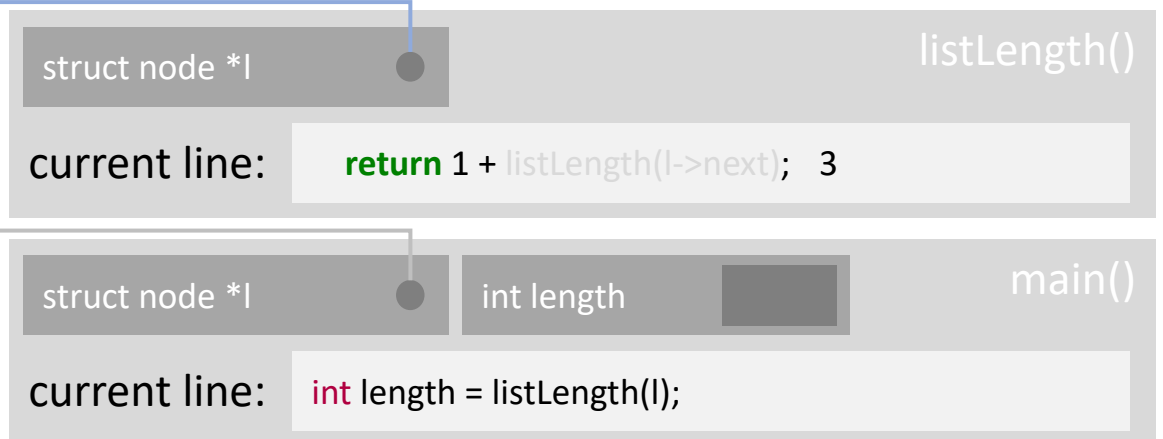 listLength()
struct node *l
current line: return 1 + listLength(l->next); 3
main()
struct node *l int length
current line: int length = listLength(l);